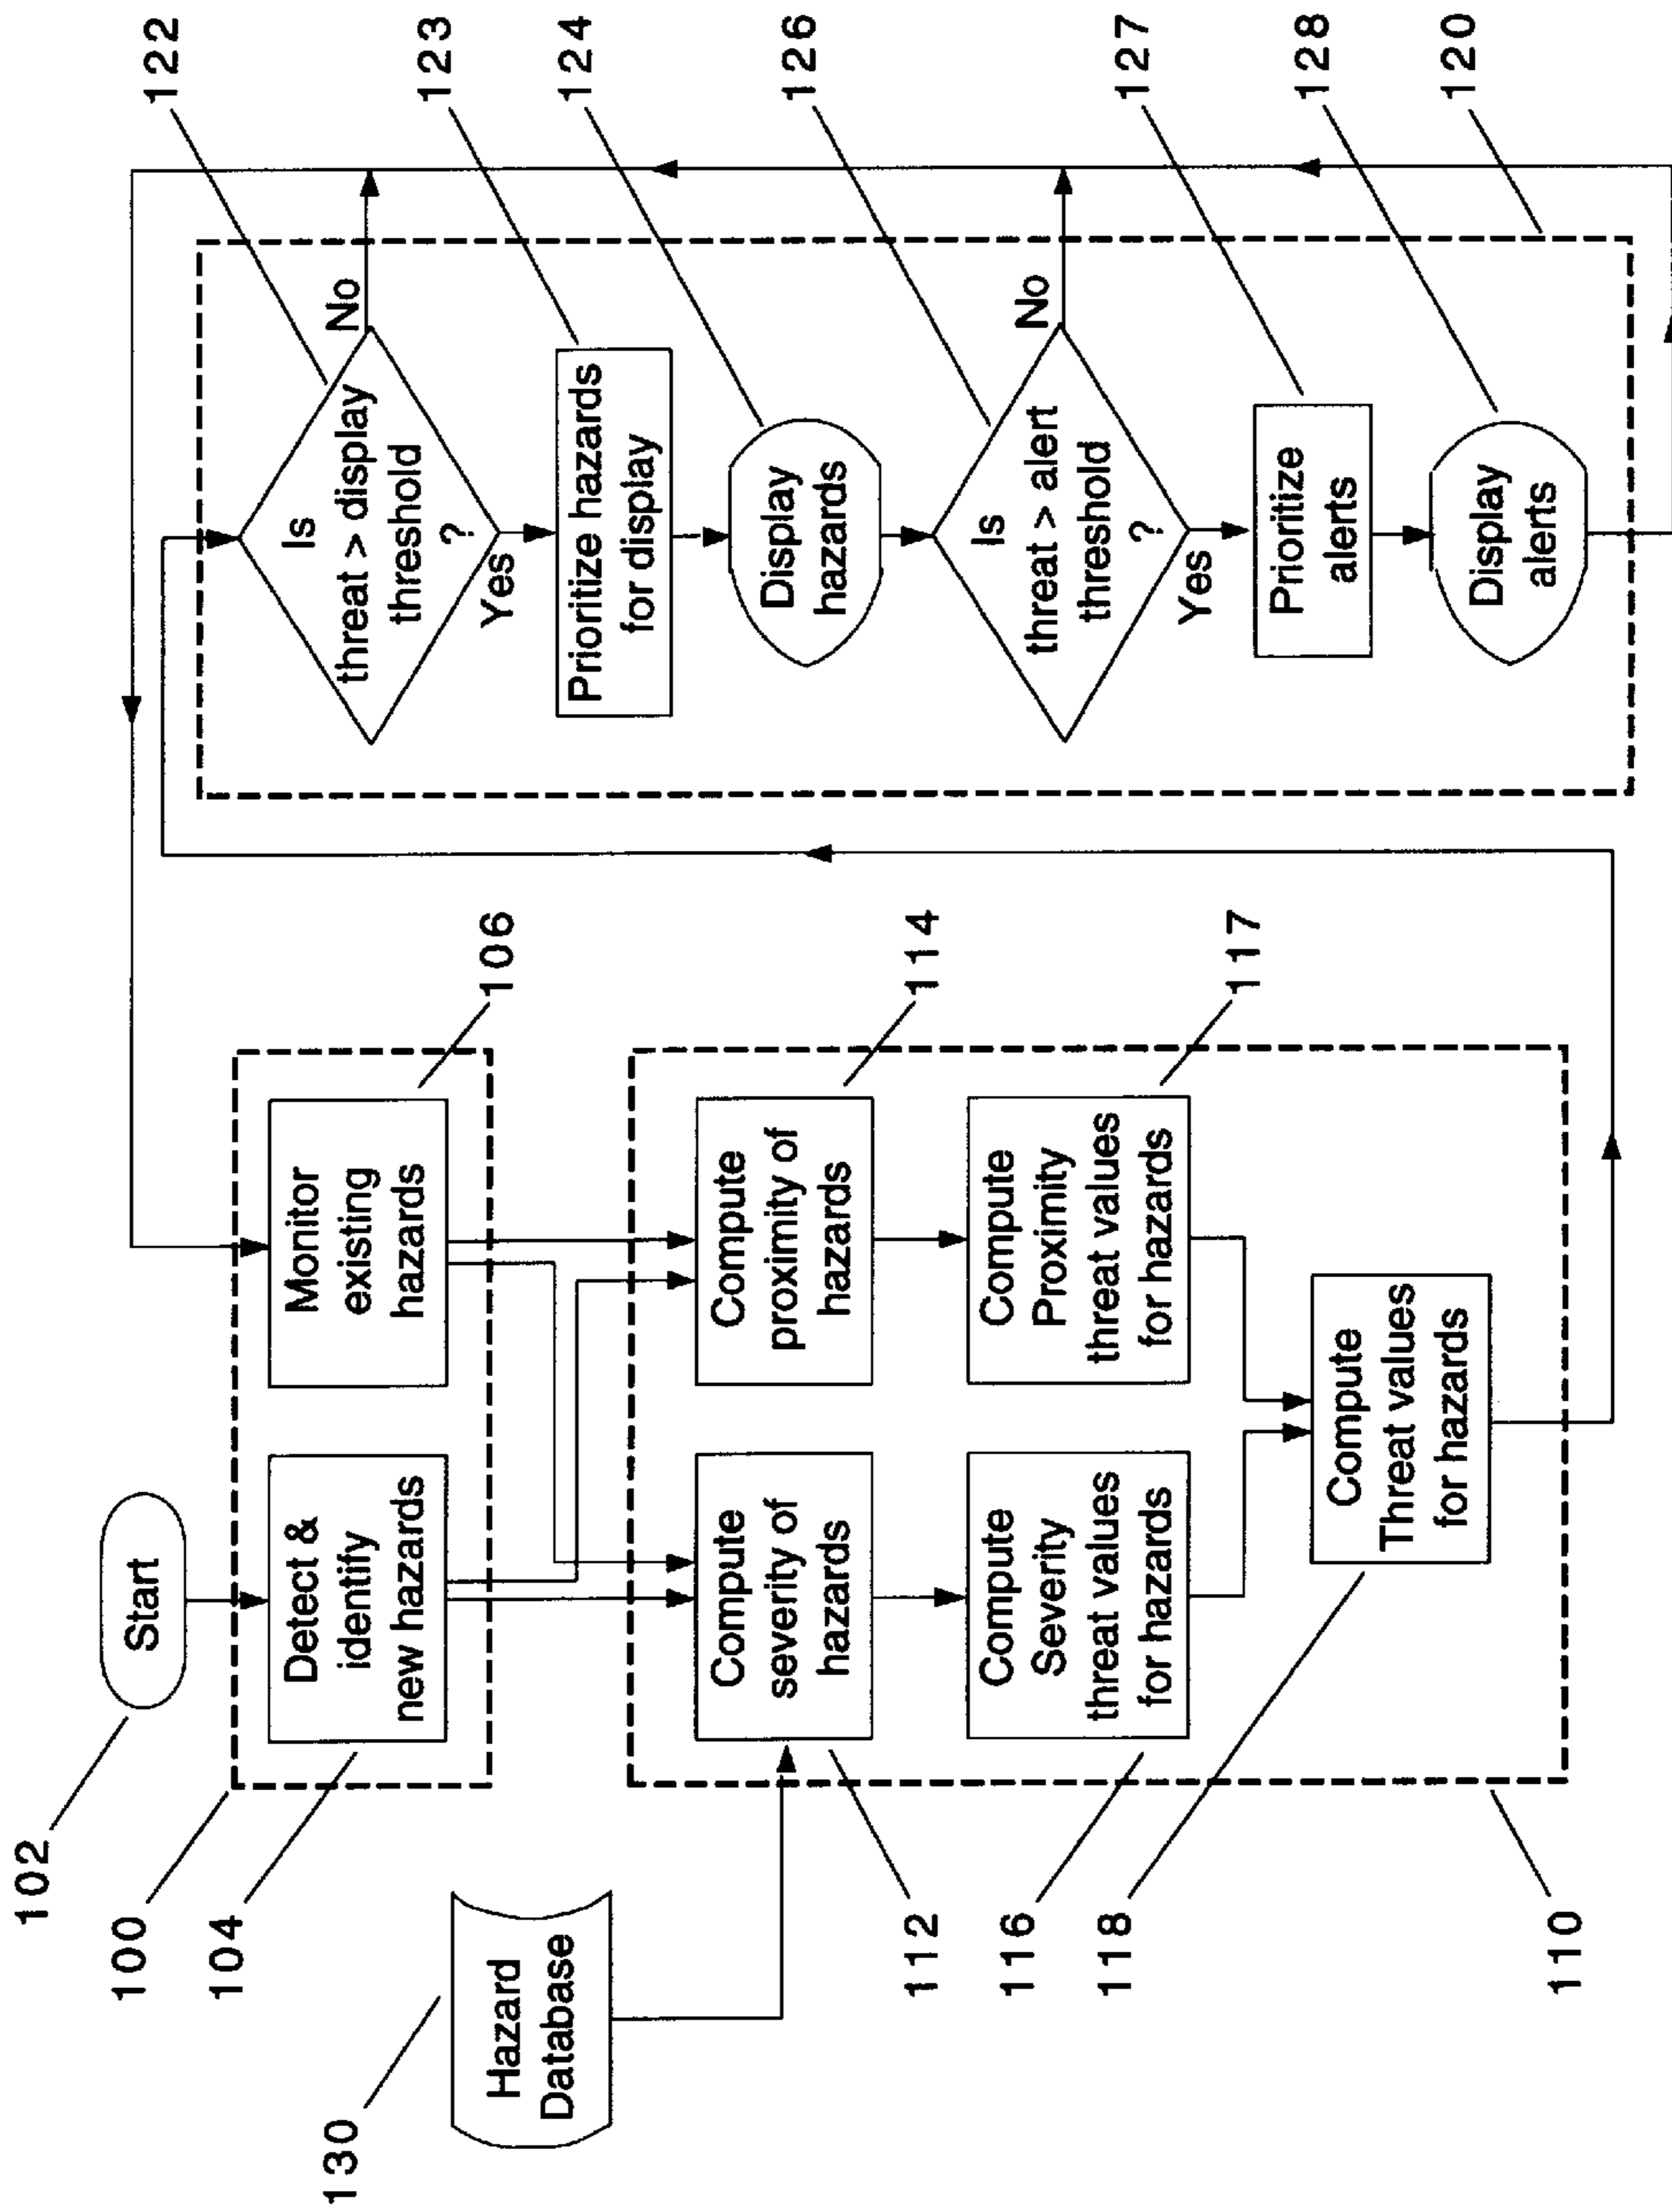 102
Start
100
104
Detect &
identify
new hazards
Monitor
existing
hazards
106
130
Hazard
Database
112
Compute
severity of
hazards
Compute
proximity of
hazards
114
116
Compute
Severity
threat values
for hazards
Compute
Proximity
threat values
for hazards
117
118
Compute
Threat values
for hazards
110
122
Is
threat > display
threshold
?
No
Yes
123
Prioritize hazards
for display
124
Display
hazards
126
Is
threat > alert
threshold
?
No
Yes
127
Prioritize
alerts
128
Display
alerts
120